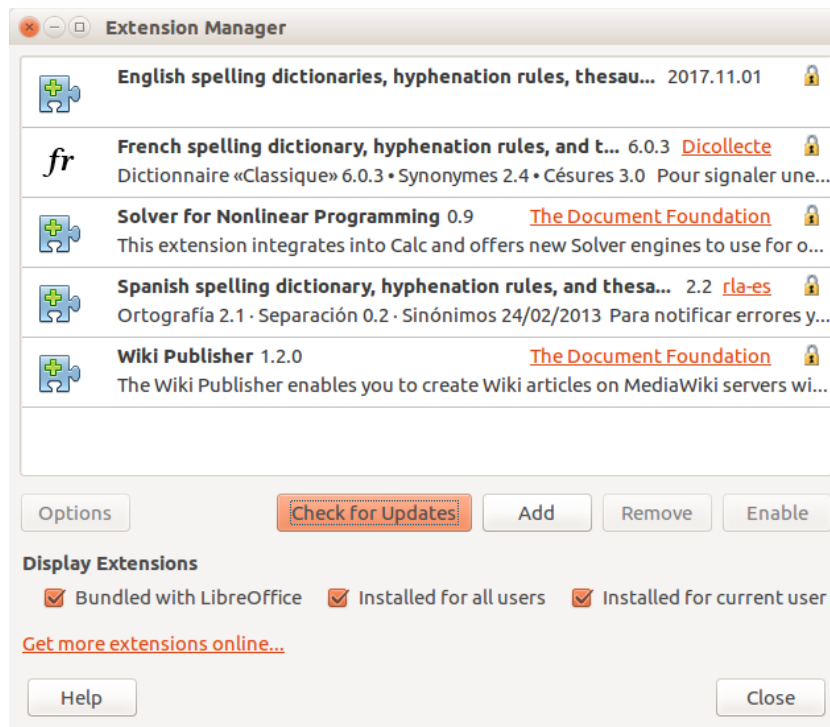 Extension Manager
English spelling dictionaries, hyphenation rules, thesau... 2017.11.01
fr
French spelling dictionary, hyphenation rules, and t... 6.0.3 Dicollecte
Dictionnaire «Classique» 6.0.3 • Synonymes 2.4 • Césures 3.0 Pour signaler une...
Solver for Nonlinear Programming 0.9 The Document Foundation
This extension integrates into Calc and offers new Solver engines to use for o...
Spanish spelling dictionary, hyphenation rules, and thesa... 2.2 rla-es
Ortografía 2.1 · Separación 0.2 · Sinónimos 24/02/2013 Para notificar errores y...
Wiki Publisher 1.2.0 The Document Foundation
The Wiki Publisher enables you to create Wiki articles on MediaWiki servers wi...
Options Check for Updates Add Remove Enable
Display Extensions
Bundled with LibreOffice Installed for all users Installed for current user
Get more extensions online...
Help Close